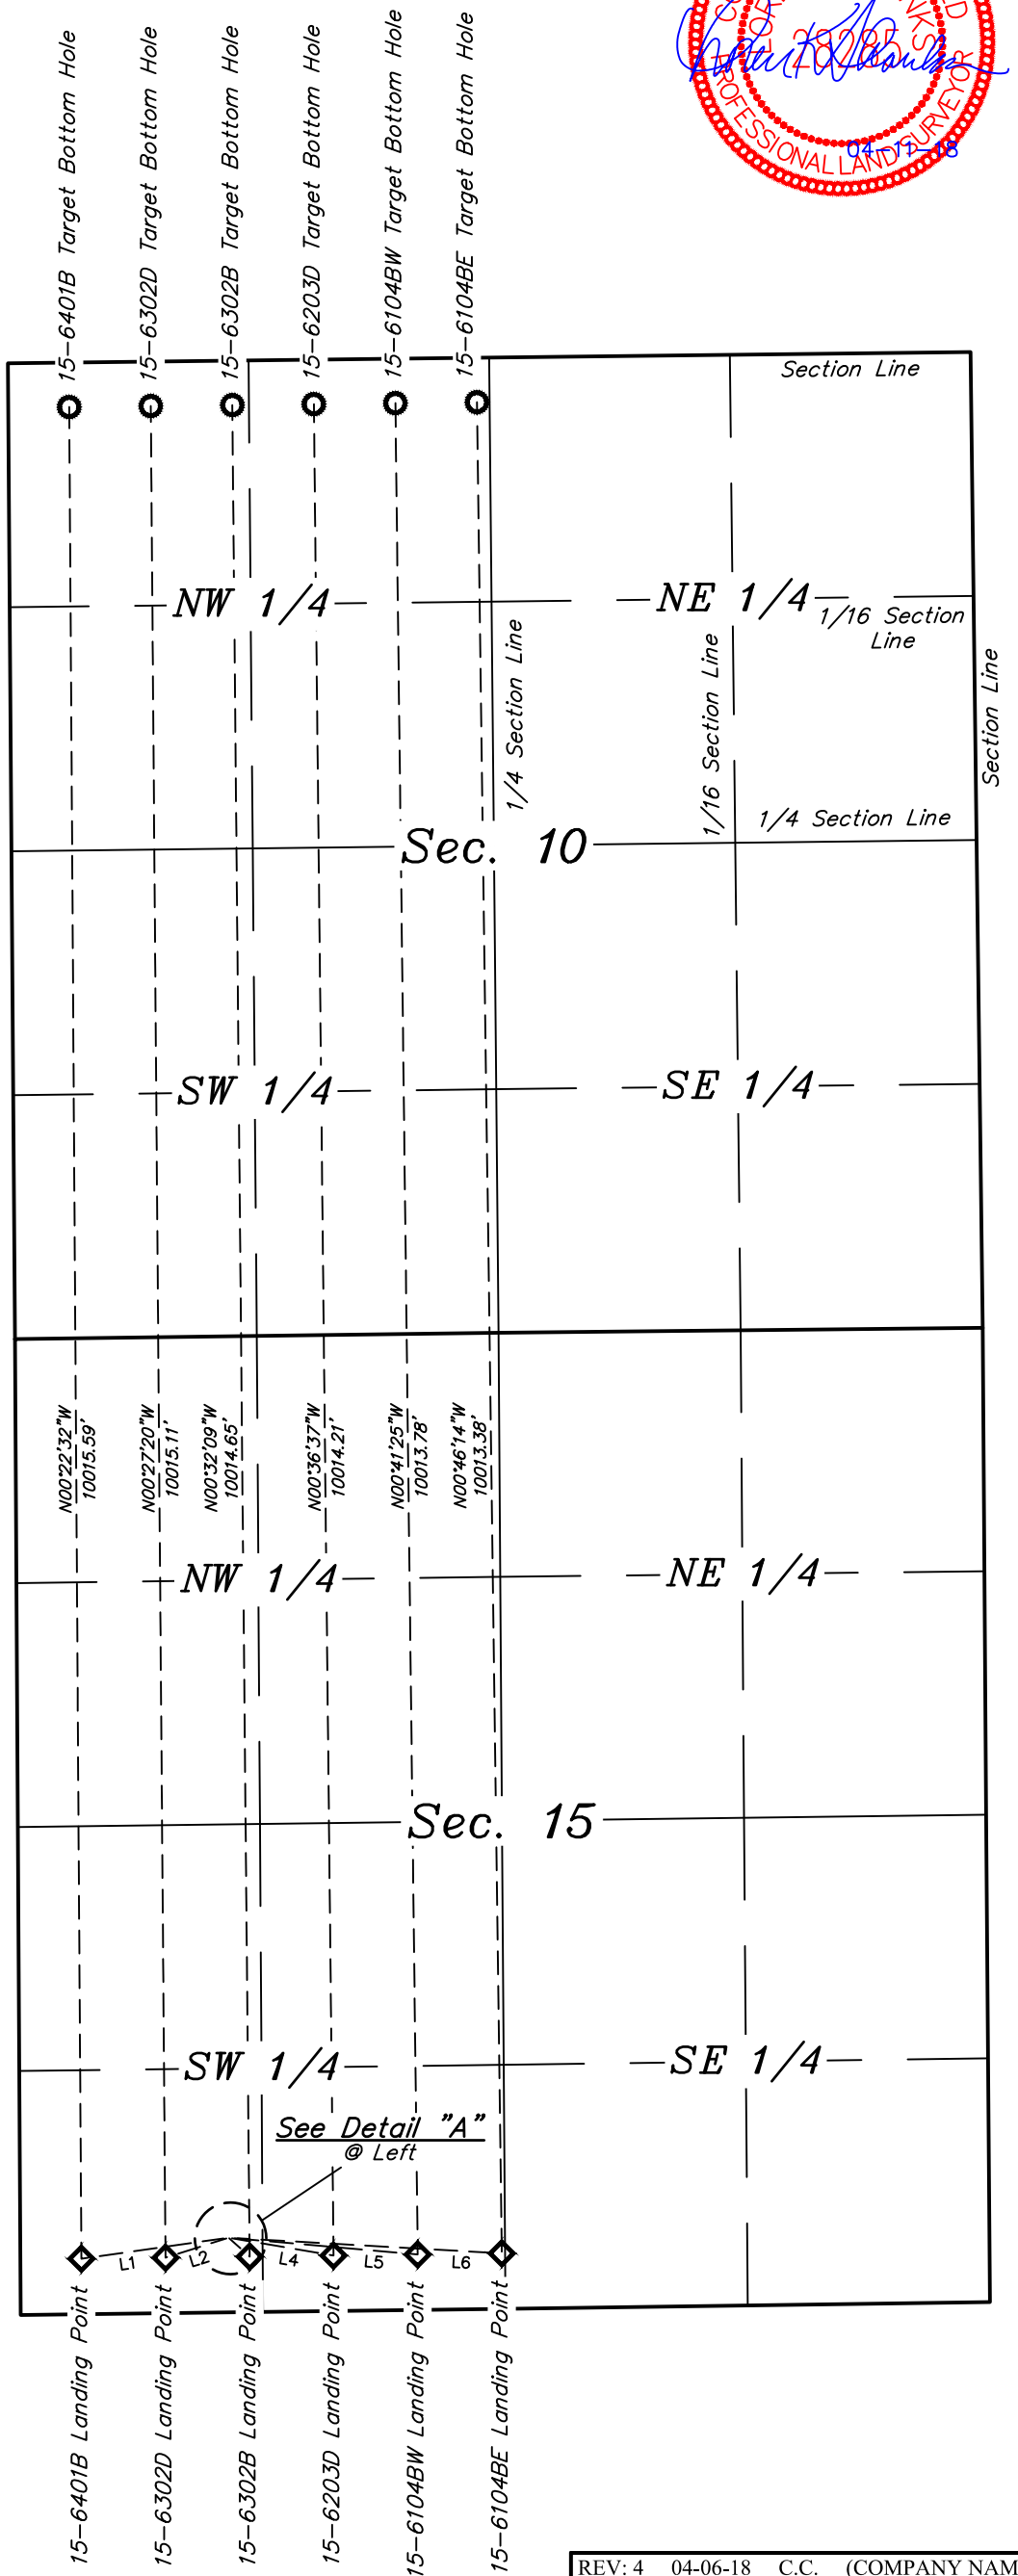 28285
PROFESSIONAL LAND SURVEYOR
04-11-18
15-6401B Target Bottom Hole
15-6302D Target Bottom Hole
15-6302B Target Bottom Hole
15-6203D Target Bottom Hole
15-6104BW Target Bottom Hole
15-6104BE Target Bottom Hole
Section Line
NW 1/4
NE 1/4
1/16 Section
Line
1/4 Section Line
1/16 Section Line
Section Line
1/4 Section Line
Sec. 10
SW 1/4
SE 1/4
N00°22'32"W
10015.59'
N00°27'20"W
10015.11'
N00°32'09"W
10014.65'
N00°36'37"W
10014.21'
N00°41'25"W
10013.78'
N00°46'14"W
10013.38'
NW 1/4
NE 1/4
Sec. 15
SW 1/4
SE 1/4
See Detail "A"
@ Left
L1
L2
L4
L5
L6
15-6401B Landing Point
15-6302D Landing Point
15-6302B Landing Point
15-6203D Landing Point
15-6104BW Landing Point
15-6104BE Landing Point
REV: 4 04-06-18 C.C. (COMPANY NAM